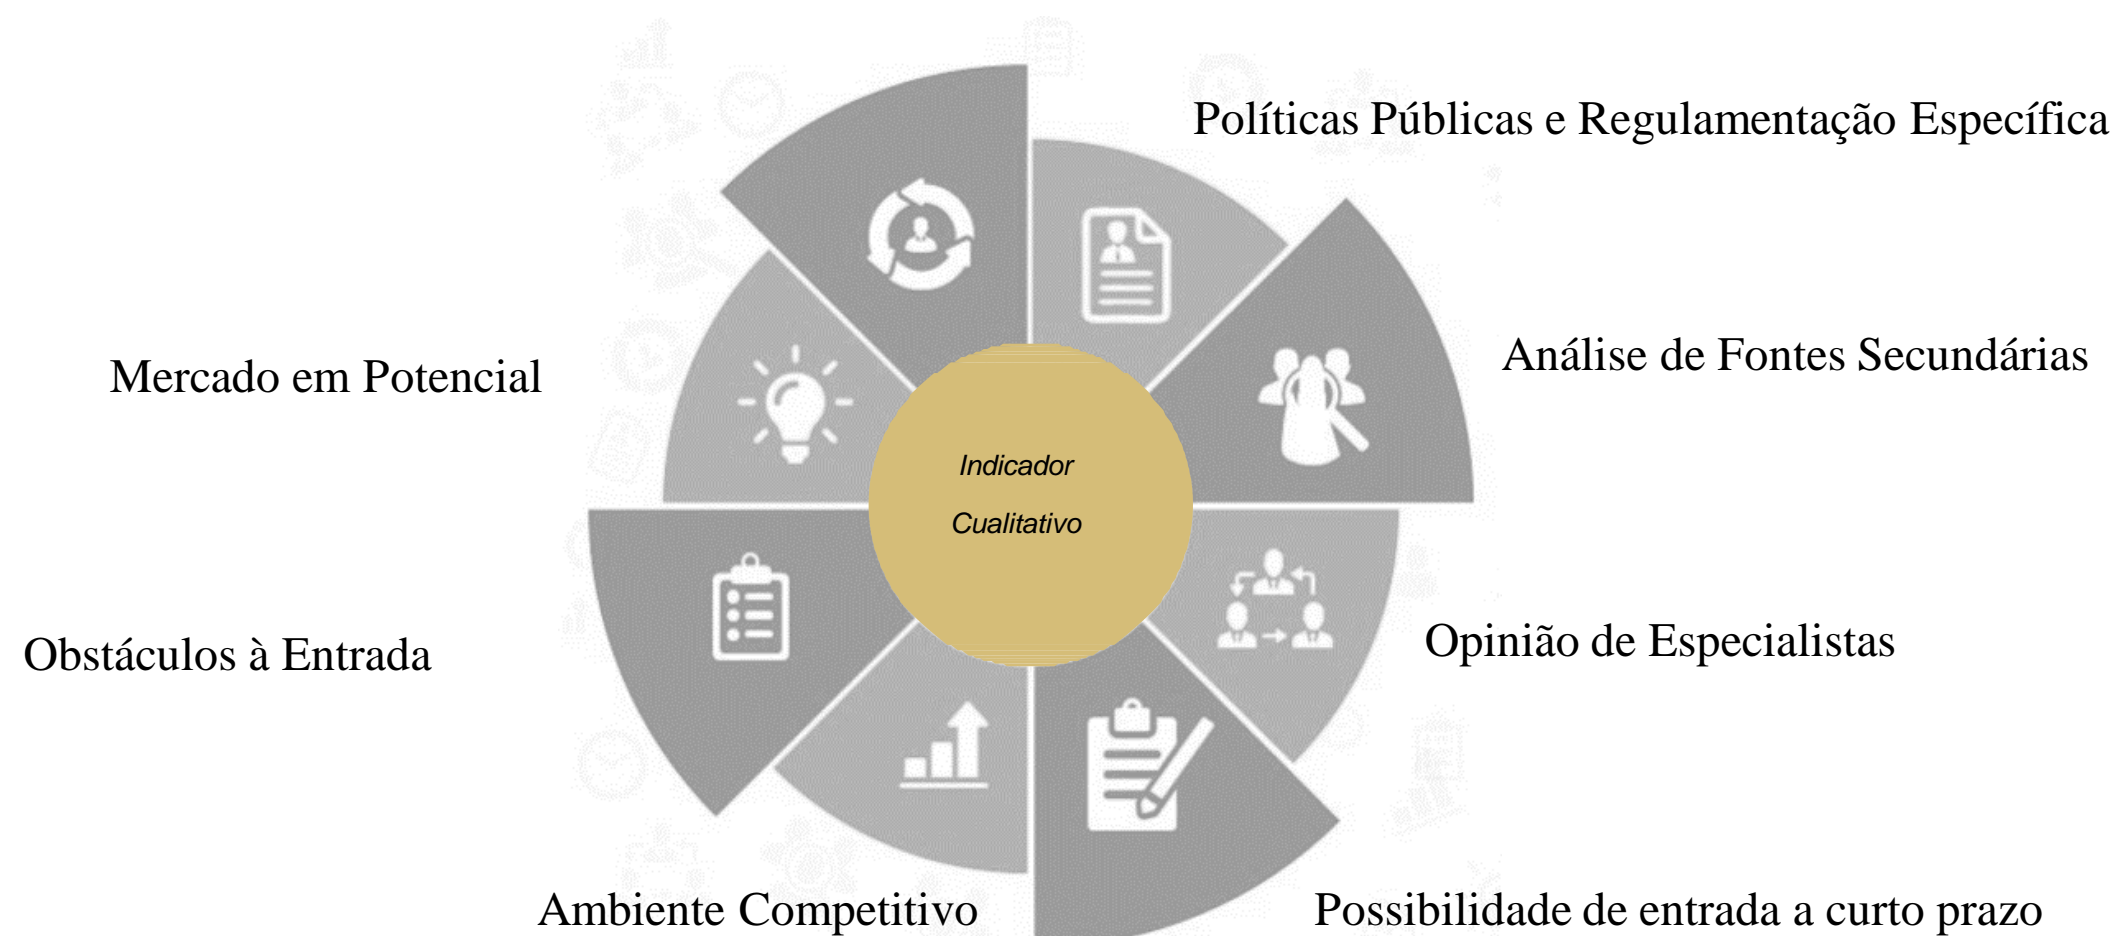 Políticas Públicas e Regulamentação Específica
Análise de Fontes Secundárias
Mercado em Potencial
Indicador
Cualitativo
Obstáculos à Entrada
Opinião de Especialistas
Ambiente Competitivo
Possibilidade de entrada a curto prazo